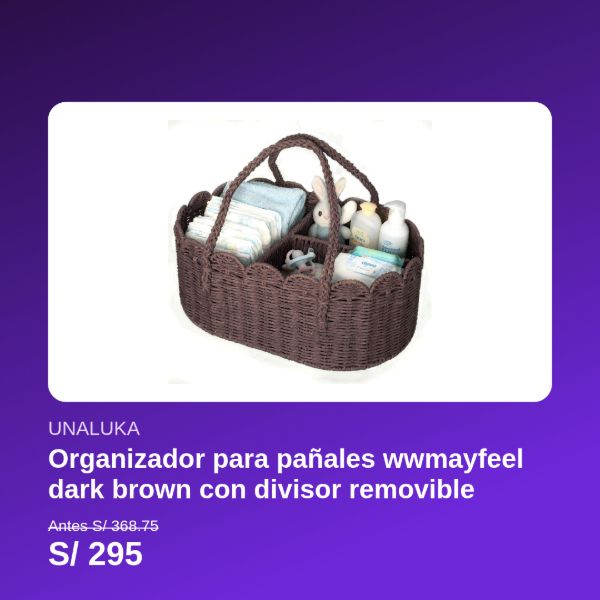 UNALUKA
Organizador para pañales wwmayfeel
dark brown con divisor removible
Antes S/ 368.75
S/ 295